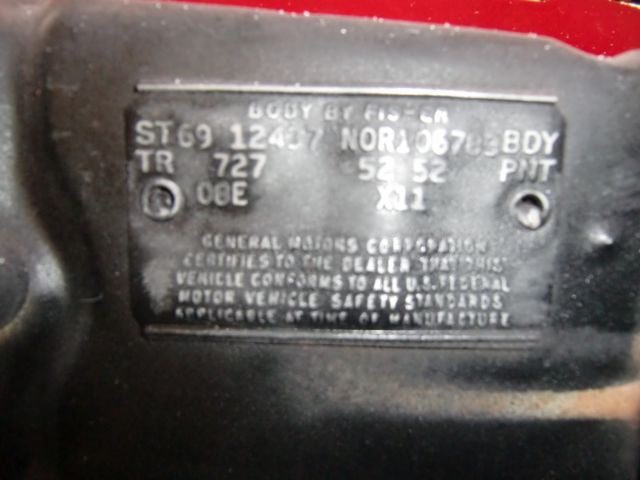 BODY BY FISHER
ST69 12437 NOR106783 BDY
TR 727 52 52 PNT
08E X11
GENERAL MOTORS CORPORATION
CERTIFIES TO THE DEALER THAT THIS
VEHICLE CONFORMS TO ALL U.S. FEDERAL
MOTOR VEHICLE SAFETY STANDARDS
APPLICABLE AT TIME OF MANUFACTURE